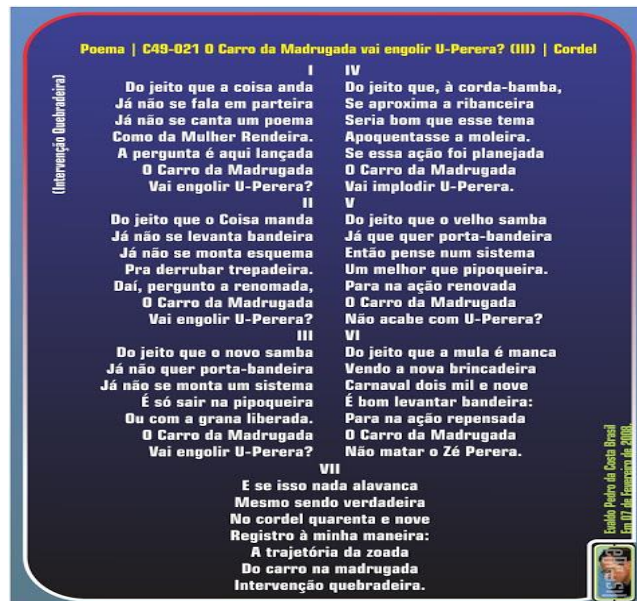 Poema | C49-021 O Carro da Madrugada vai engolir U-Perera? (III) | Cordel
(Intervenção Quebradeira)
I
Do jeito que a coisa anda
Já não se fala em parteira
Já não se canta um poema
Como da Mulher Rendeira.
A pergunta é aqui lançada
O Carro da Madrugada
Vai engolir U-Perera?
II
Do jeito que o Coisa manda
Já não se levanta bandeira
Já não se monta esquema
Pra derrubar trepadeira.
Daí, pergunto a renomada,
O Carro da Madrugada
Vai engolir U-Perera?
III
Do jeito que o novo samba
Já não quer porta-bandeira
Já não se monta um sistema
É só sair na pipoqueira
Ou com a grana liberada.
O Carro da Madrugada
Vai engolir U-Perera?
IV
Do jeito que, à corda-bamba,
Se aproxima a ribanceira
Seria bom que esse tema
Apoquentasse a moleira.
Se essa ação foi planejada
O Carro da Madrugada
Vai implodir U-Perera.
V
Do jeito que o velho samba
Já que quer porta-bandeira
Então pense num sistema
Um melhor que pipoqueira.
Para na ação renovada
O Carro da Madrugada
Não acabe com U-Perera?
VI
Do jeito que a mula é manca
Vendo a nova brincadeira
Carnaval dois mil e nove
É bom levantar bandeira:
Para na ação repensada
O Carro da Madrugada
Não matar o Zé Perera.
VII
E se isso nada alavanca
Mesmo sendo verdadeira
No cordel quarenta e nove
Registro à minha maneira:
A trajetória da zoada
Do carro na madrugada
Intervenção quebradeira.
Evaldo Pedro da Costa Brasil
Em 07 de Fevereiro de 2008.